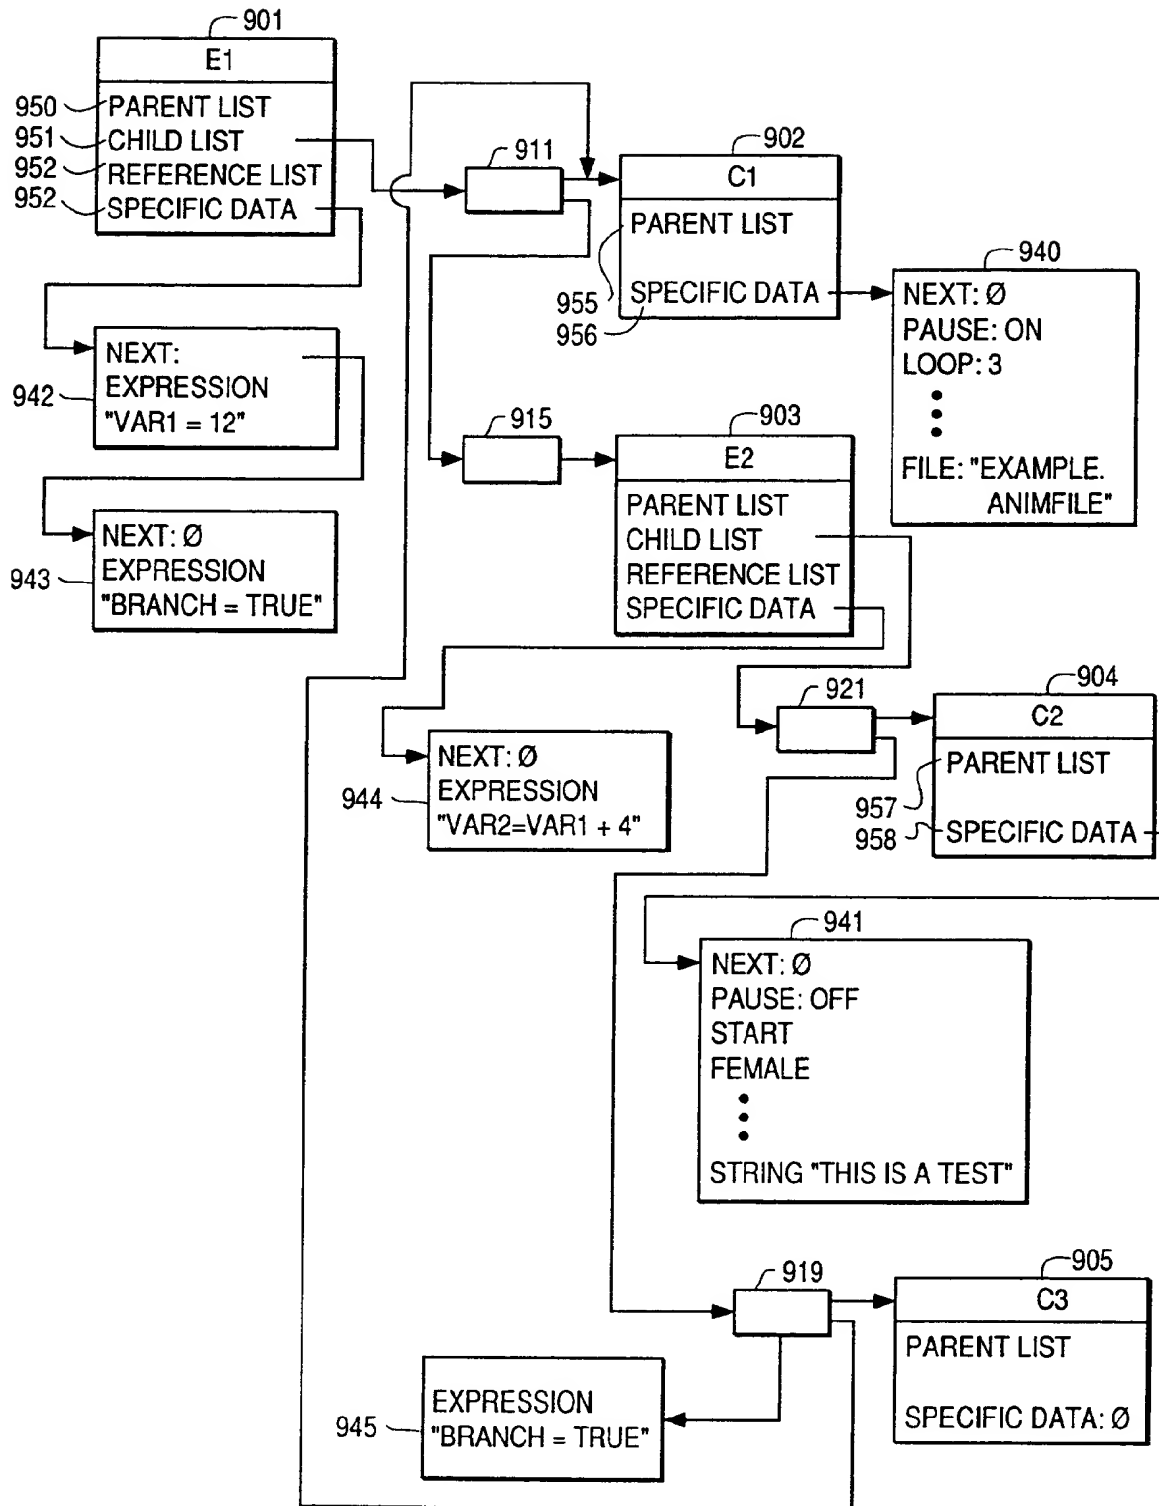 901
E1
950
PARENT LIST
951
CHILD LIST
952
REFERENCE LIST
952
SPECIFIC DATA
911
902
C1
PARENT LIST
955
SPECIFIC DATA
956
940
NEXT: Ø
PAUSE: ON
LOOP: 3
FILE: "EXAMPLE.
ANIMFILE"
942
NEXT:
EXPRESSION
"VAR1 = 12"
943
NEXT: Ø
EXPRESSION
"BRANCH = TRUE"
915
903
E2
PARENT LIST
CHILD LIST
REFERENCE LIST
SPECIFIC DATA
921
904
C2
PARENT LIST
957
958
SPECIFIC DATA
944
NEXT: Ø
EXPRESSION
"VAR2=VAR1 + 4"
941
NEXT: Ø
PAUSE: OFF
START
FEMALE
STRING "THIS IS A TEST"
919
905
C3
PARENT LIST
SPECIFIC DATA: Ø
945
EXPRESSION
"BRANCH = TRUE"